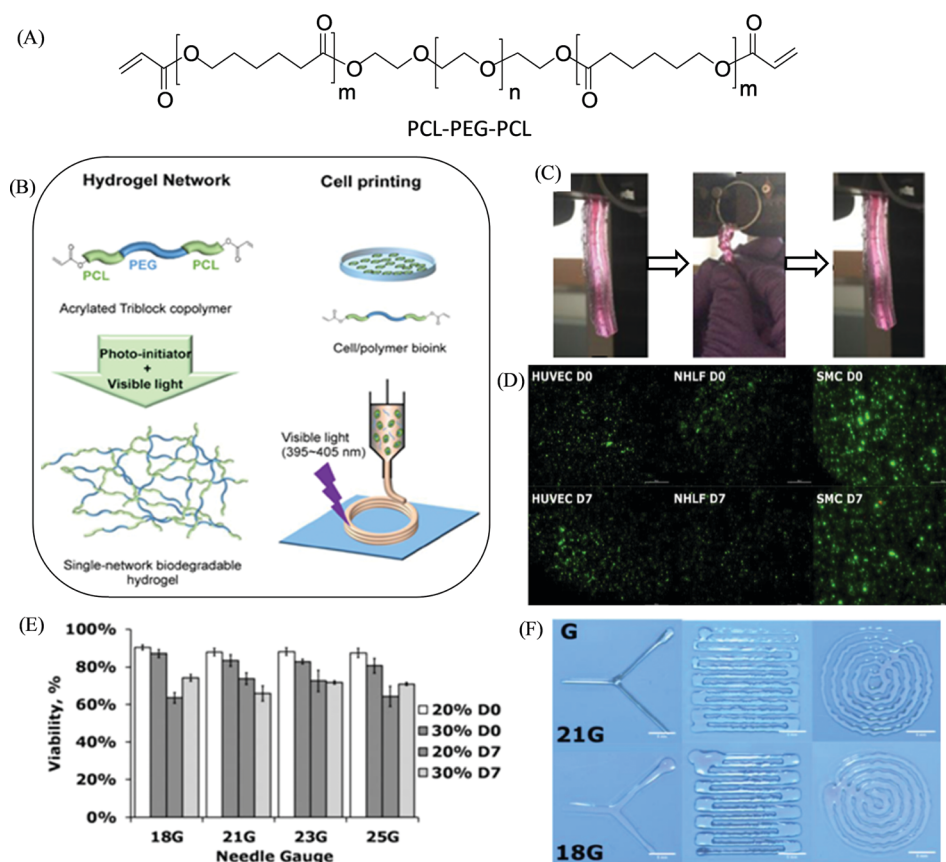 (A)
O
O
O
O
O
O
O
O
O
O
m
n
m
PCL-PEG-PCL
(B)
Hydrogel Network
PCL
PEG
PCL
Acrylated Triblock copolymer
Photo-initiator
+
Visible light
Single-network biodegradable
hydrogel
Cell printing
Cell/polymer bioink
Visible light
(395~405 nm)
(C)
(D)
HUVEC D0
NHLF D0
SMC D0
HUVEC D7
NHLF D7
SMC D7
(E)
100%
80%
60%
40%
20%
0%
Viability, %
18G
21G
23G
25G
Needle Gauge
20% D0
30% D0
20% D7
30% D7
(F)
G
21G
18G